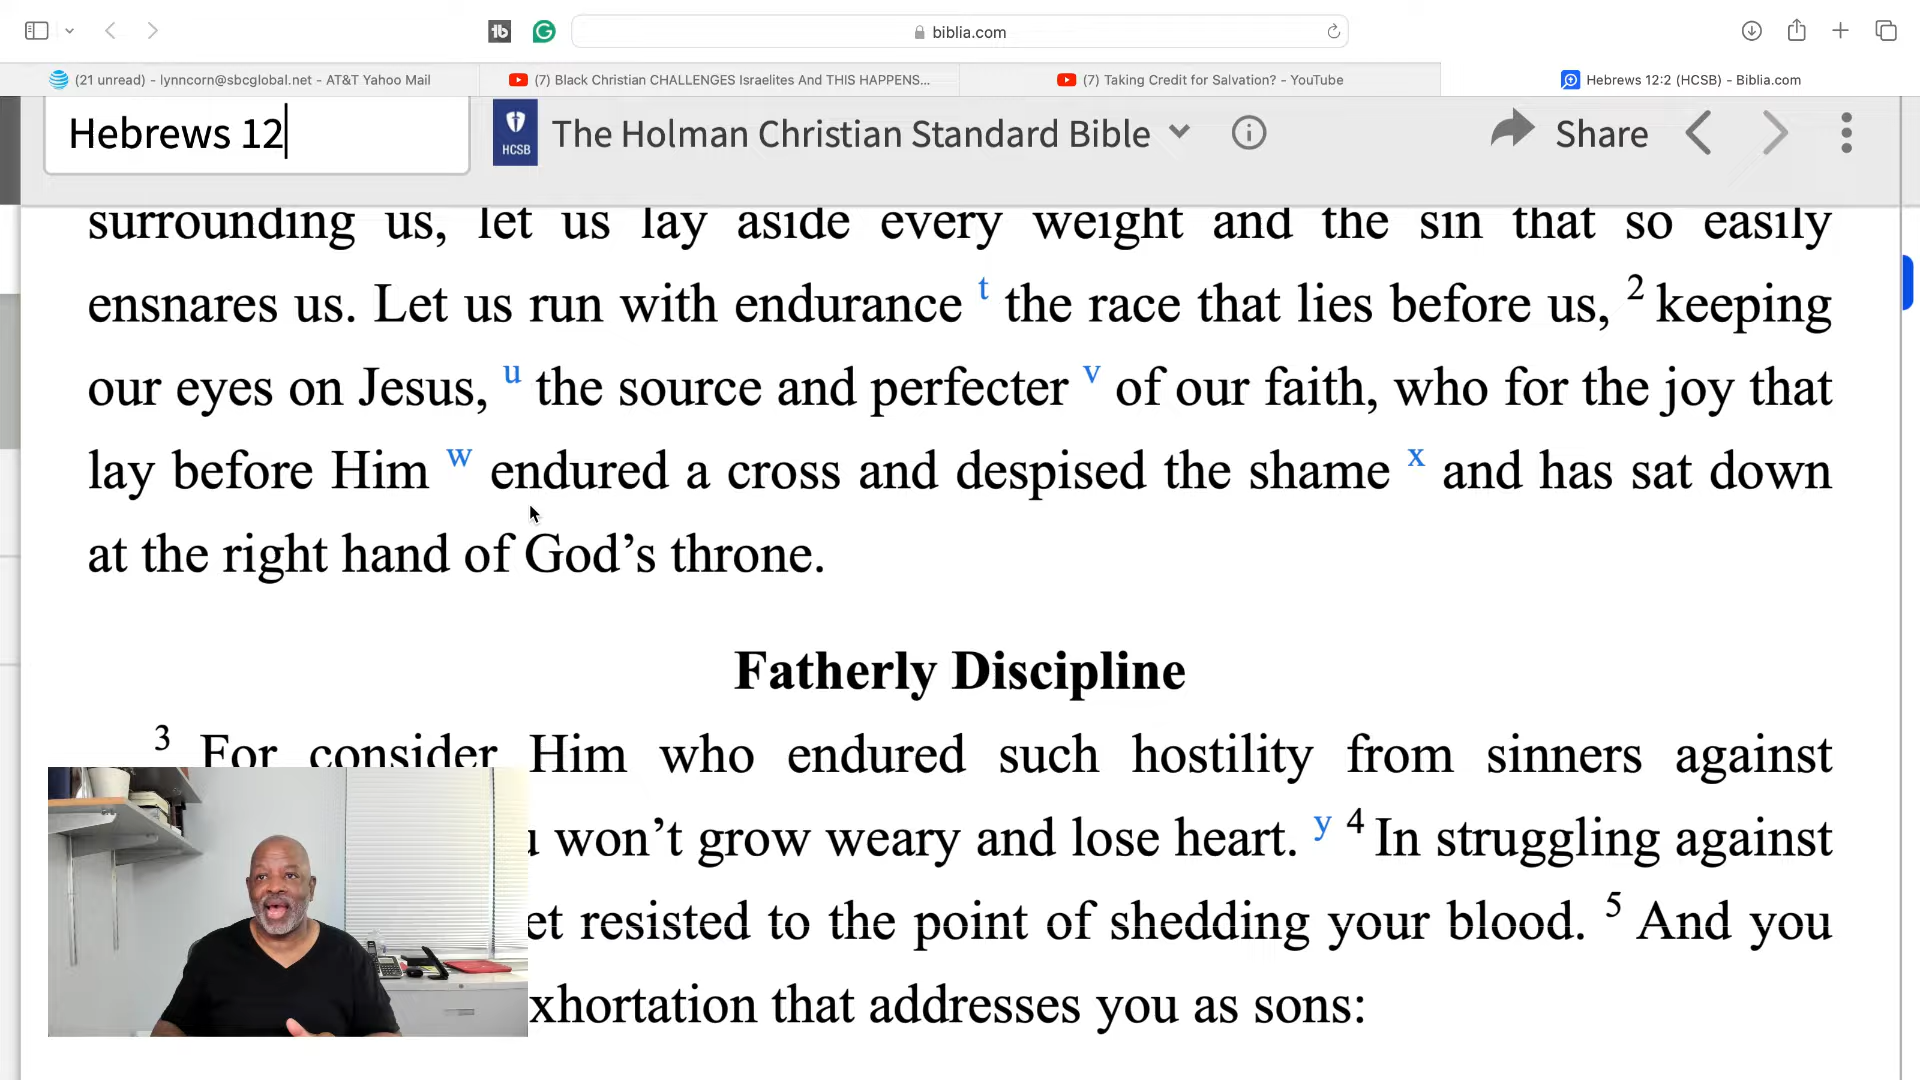 biblia.com
(21 unread) - lynncorn@sbcglobal.net - AT&T Yahoo Mail
(7) Black Christian CHALLENGES Israelites And THIS HAPPENS...
(7) Taking Credit for Salvation? - YouTube
Hebrews 12:2 (HCSB) - Biblia.com
Hebrews 12
HCSB
The Holman Christian Standard Bible
Share
surrounding us, let us lay aside every weight and the sin that so easily
ensnares us. Let us run with endurance t the race that lies before us, 2 keeping
our eyes on Jesus, u the source and perfecter v of our faith, who for the joy that
lay before Him w endured a cross and despised the shame x and has sat down
at the right hand of God’s throne.
Fatherly Discipline
3 For consider Him who endured such hostility from sinners against
won’t grow weary and lose heart. y 4 In struggling against
et resisted to the point of shedding your blood. 5 And you
xhortation that addresses you as sons: